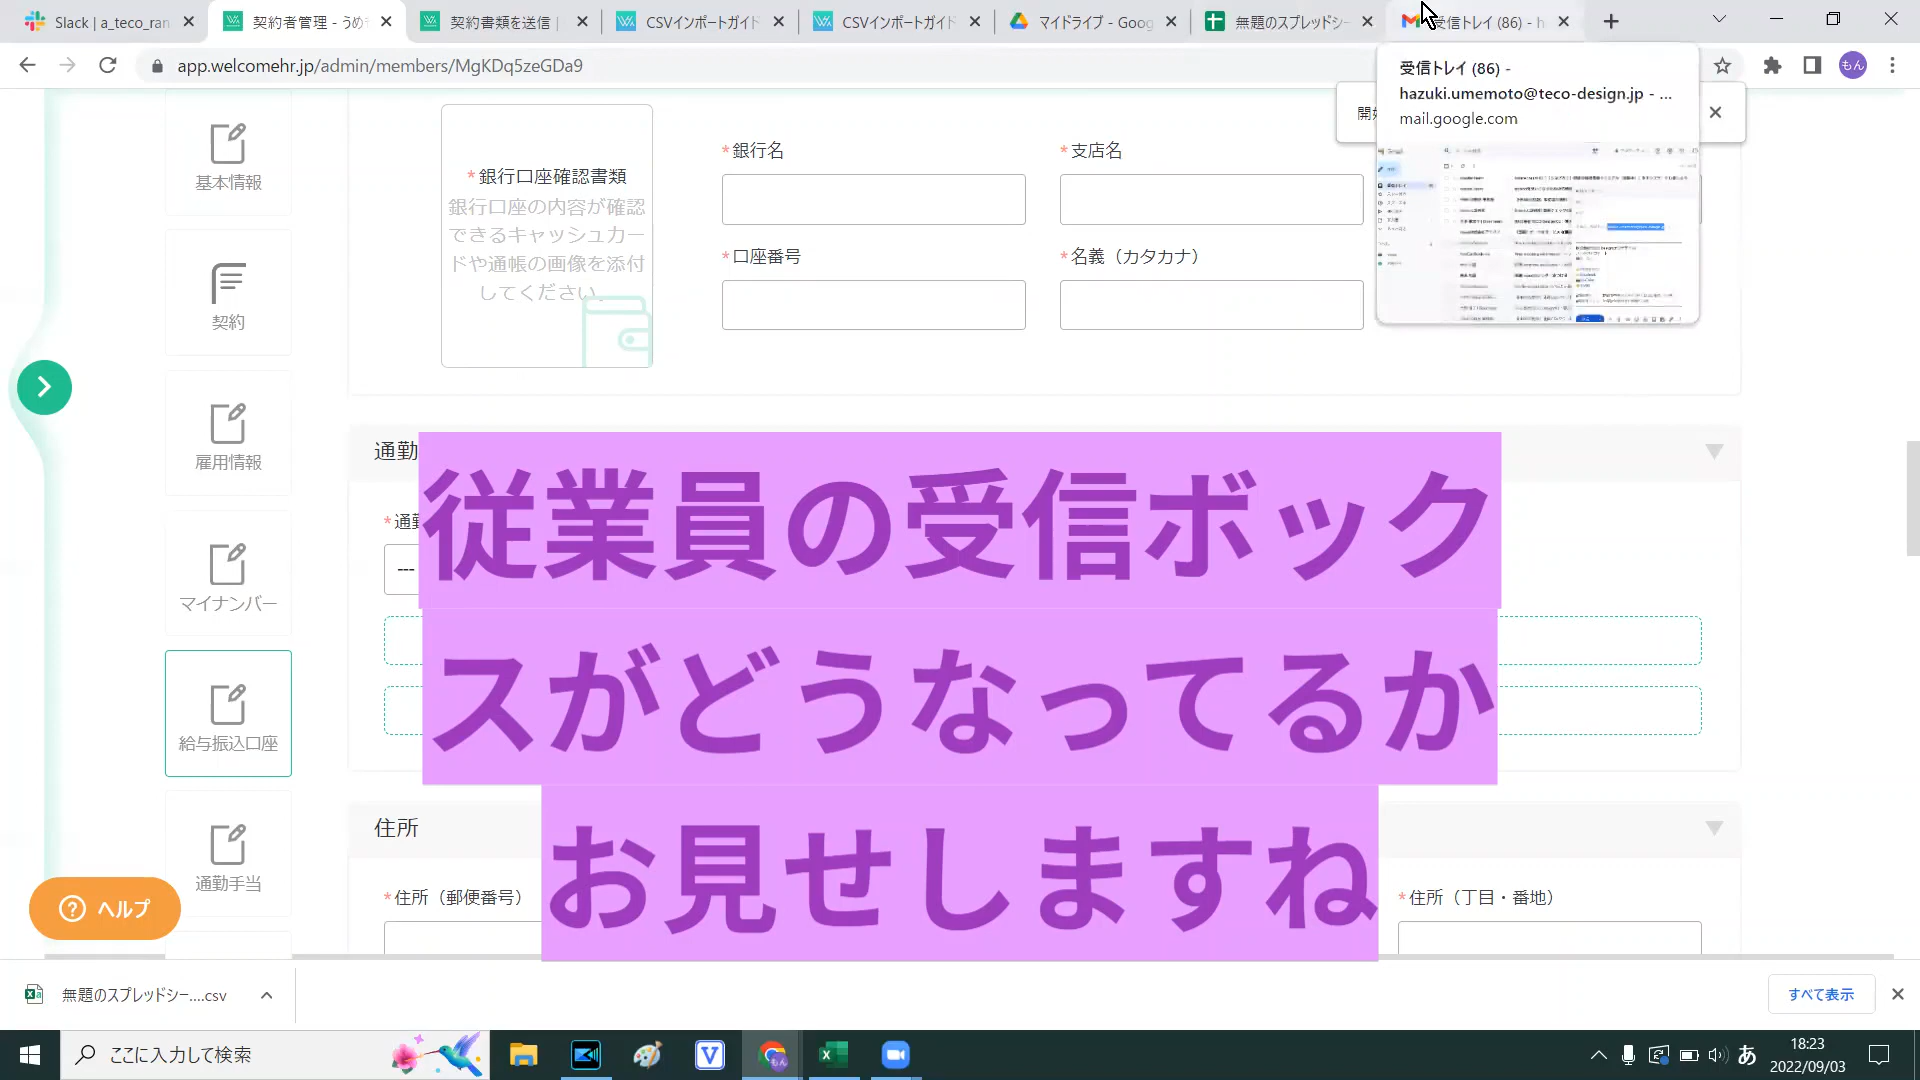 Slack | a_teco_ran
契約者管理 - うめ
契約書類を送信 |
CSVインポートガイド
CSVインポートガイド
マイドライブ - Goog
無題のスプレッドシー
受信トレイ (86) - h
app.welcomehr.jp/admin/members/MgKDq5zeGDa9
もん
受信トレイ (86) -
hazuki.umemoto@teco-design.jp - ...
mail.google.com
基本情報
契約
雇用情報
マイナンバー
給与振込口座
通勤手当
ヘルプ
*銀行口座確認書類
銀行口座の内容が確認
できるキャッシュカー
ドや通帳の画像を添付
してください。
*銀行名
*支店名
*口座番号
*名義（カタカナ）
通勤
*通勤
---
従業員の受信ボック
スがどうなってるか
お見せしますね
住所
*住所（郵便番号）
*住所（丁目・番地）
無題のスプレッドシー....csv
すべて表示
ここに入力して検索
あ
18:23
2022/09/03